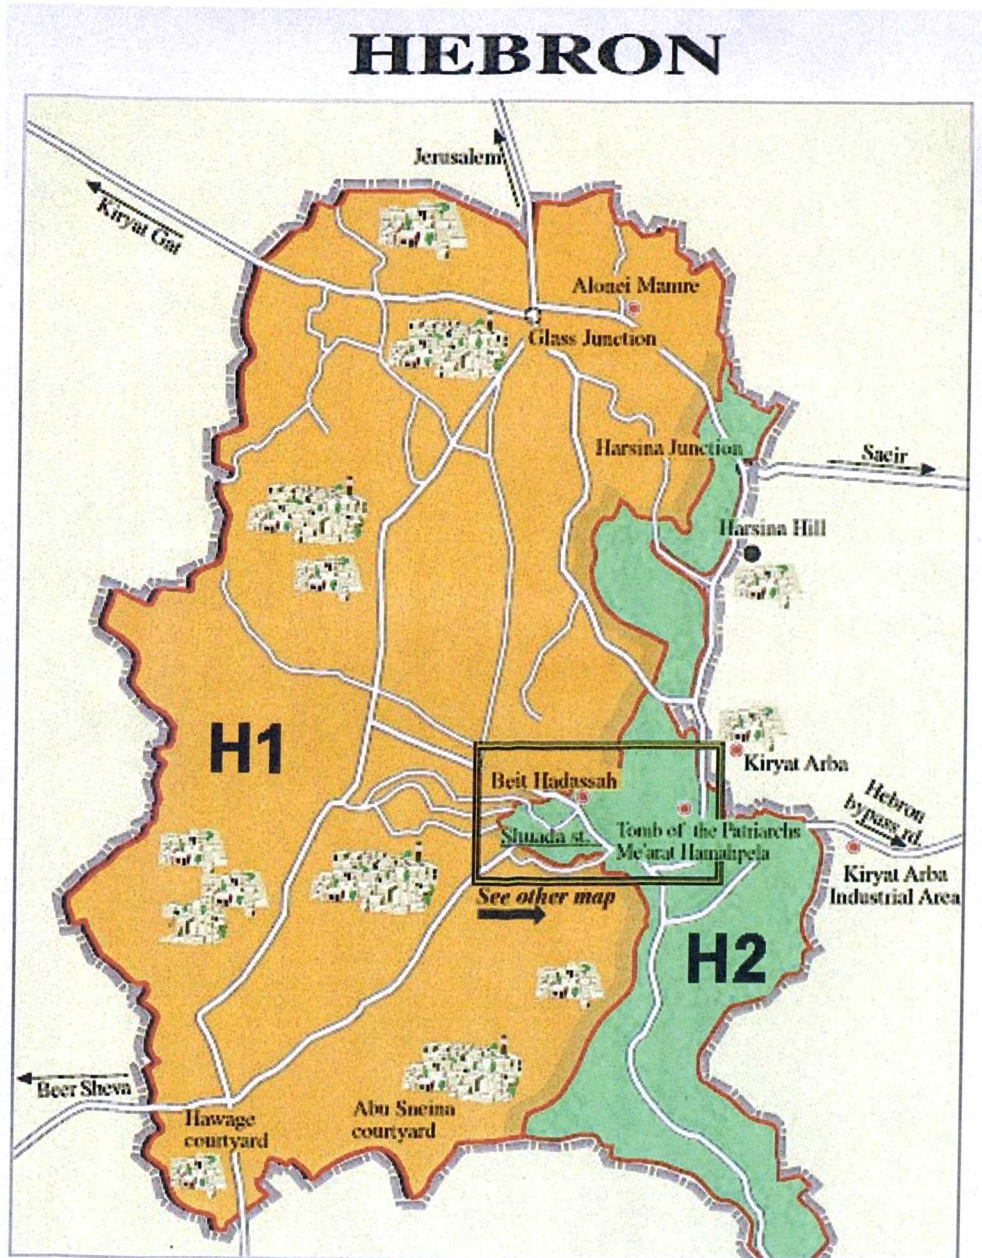 HEBRON
Jerusalem
Kiryat Gat
Alonei Mamre
Glass Junction
Harsina Junction
Saeir
Harsina Hill
H1
Kiryat Arba
Beit Hadassah
Hebron
bypass rd.
Shuada st.
Tomb of the Patriarchs
Me'arat Hamahpela
Kiryat Arba
Industrial Area
See other map
H2
Beer Sheva
Hawage
courtyard
Abu Sneina
courtyard